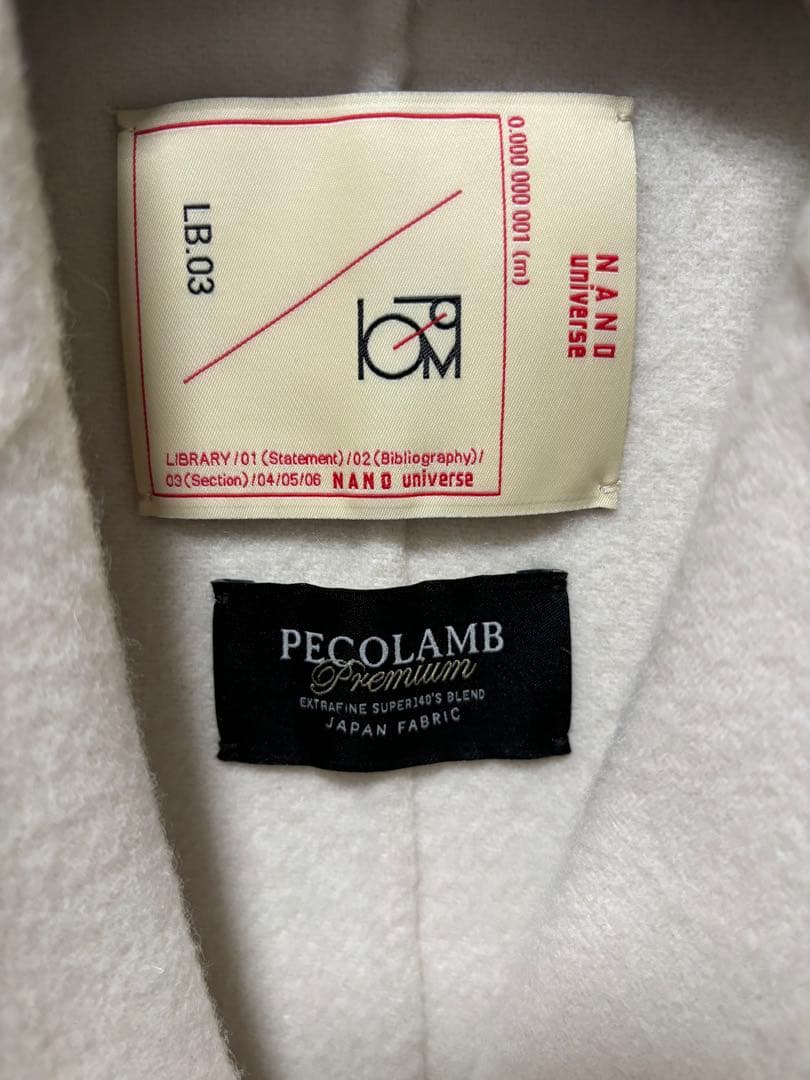 0.000 000 001 (m)
NANO
universe
LB.03
LIBRARY/01 (Statement)/02(Bibliography)/
03(Section)/04/05/06 NANO universe
PECOLAMB
Premium
EXTRAFINE SUPER140'S BLEND
JAPAN FABRIC